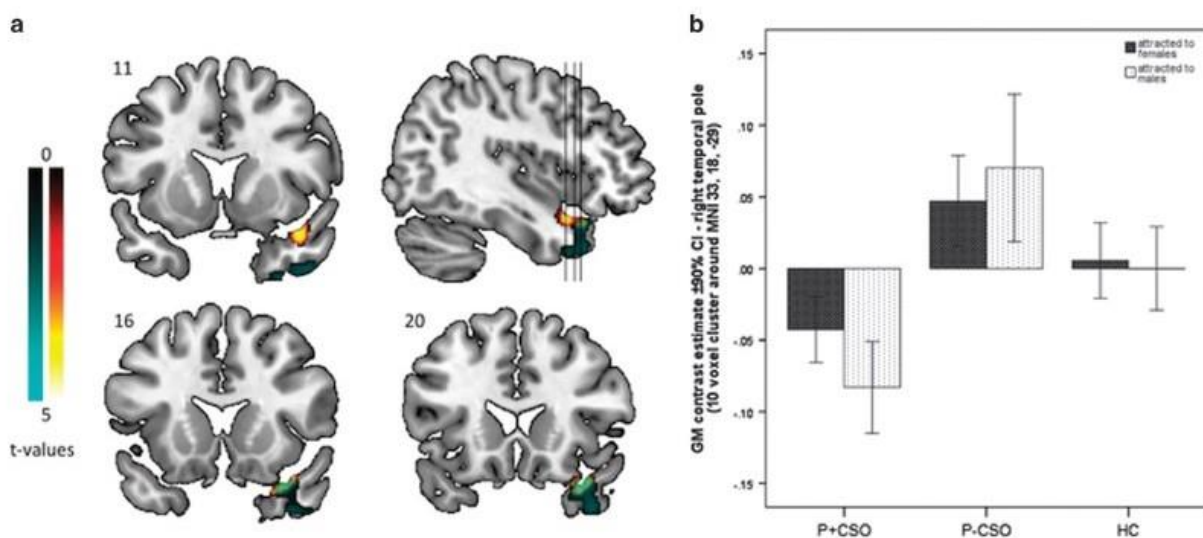 a
11
0
5
t-values
16
20
b
attracted to
females
attracted to
males
GM contrast estimate ±90% CI - right temporal pole
(10 voxel cluster around MNI 33, 18, -29)
.15
.10
.05
.00
-.05
-.10
-.15
P+CSO
P-CSO
HC